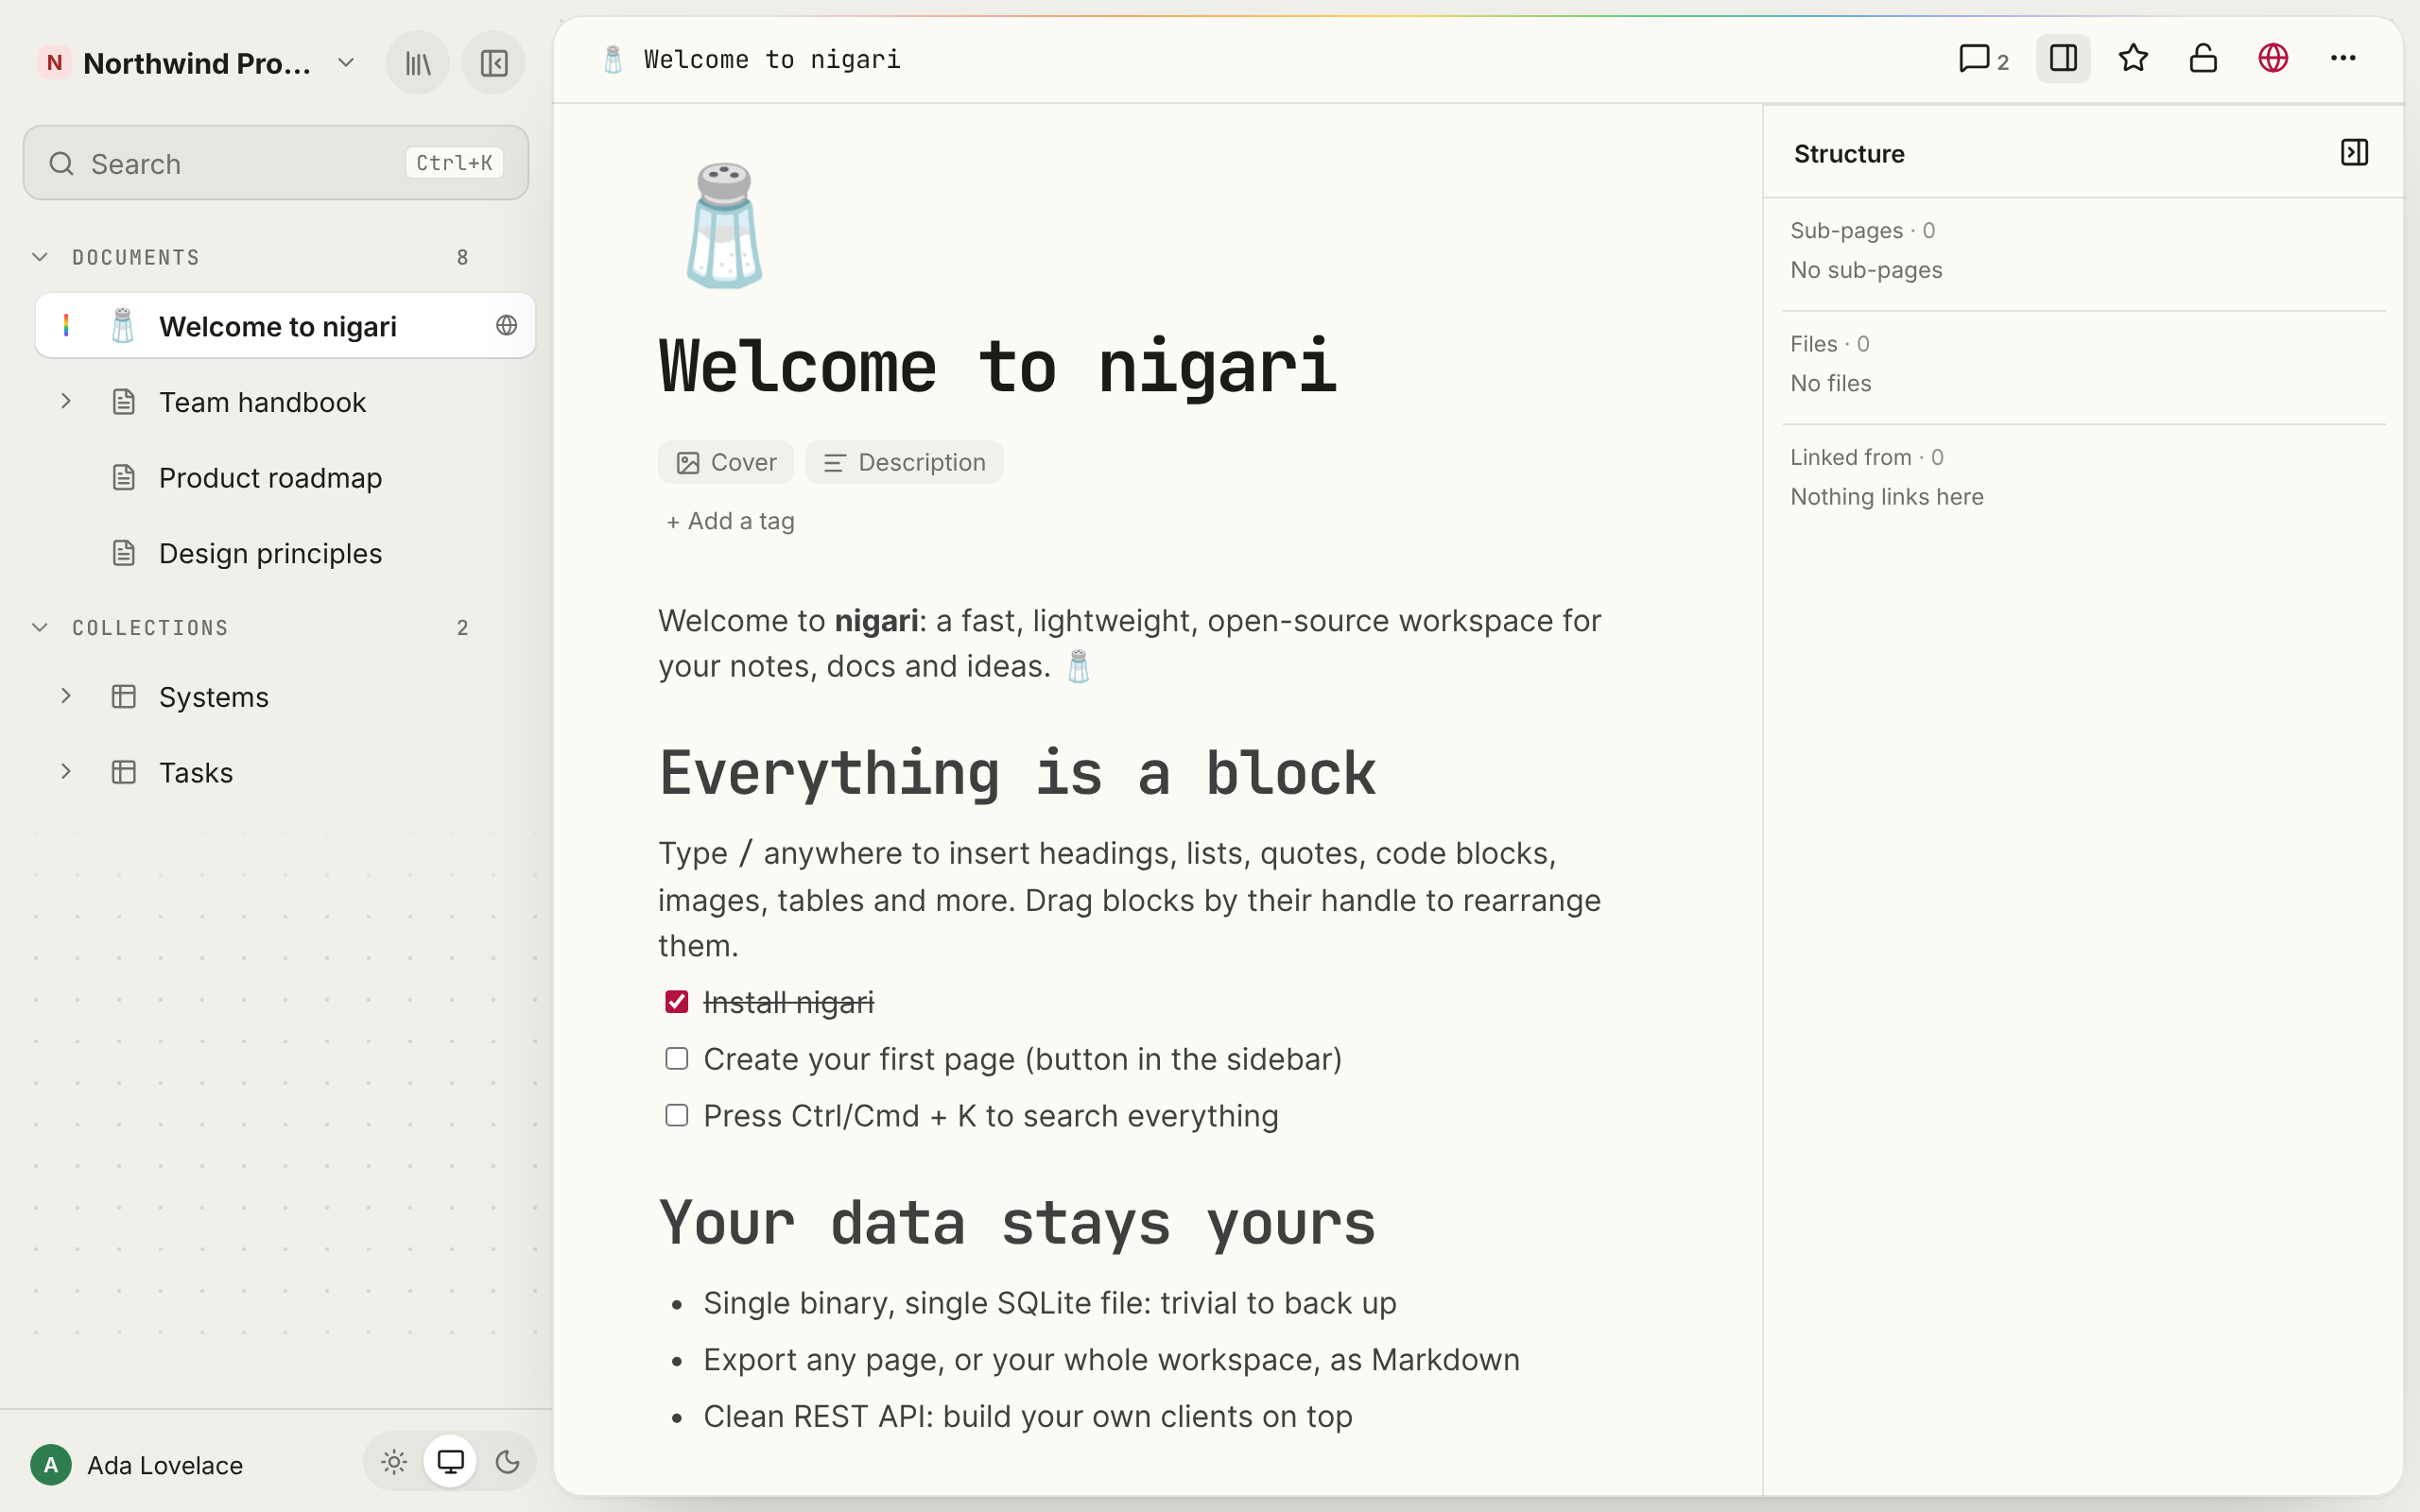 N Northwind Pro...
Search Ctrl+K
DOCUMENTS 8
Welcome to nigari
Team handbook
Product roadmap
Design principles
COLLECTIONS 2
Systems
Tasks
A Ada Lovelace
Welcome to nigari
2
Welcome to nigari
Cover Description
+ Add a tag
Welcome to nigari: a fast, lightweight, open-source workspace for
your notes, docs and ideas.
Everything is a block
Type / anywhere to insert headings, lists, quotes, code blocks,
images, tables and more. Drag blocks by their handle to rearrange
them.
Install nigari
Create your first page (button in the sidebar)
Press Ctrl/Cmd + K to search everything
Your data stays yours
• Single binary, single SQLite file: trivial to back up
• Export any page, or your whole workspace, as Markdown
• Clean REST API: build your own clients on top
Structure
Sub-pages · 0
No sub-pages
Files · 0
No files
Linked from · 0
Nothing links here